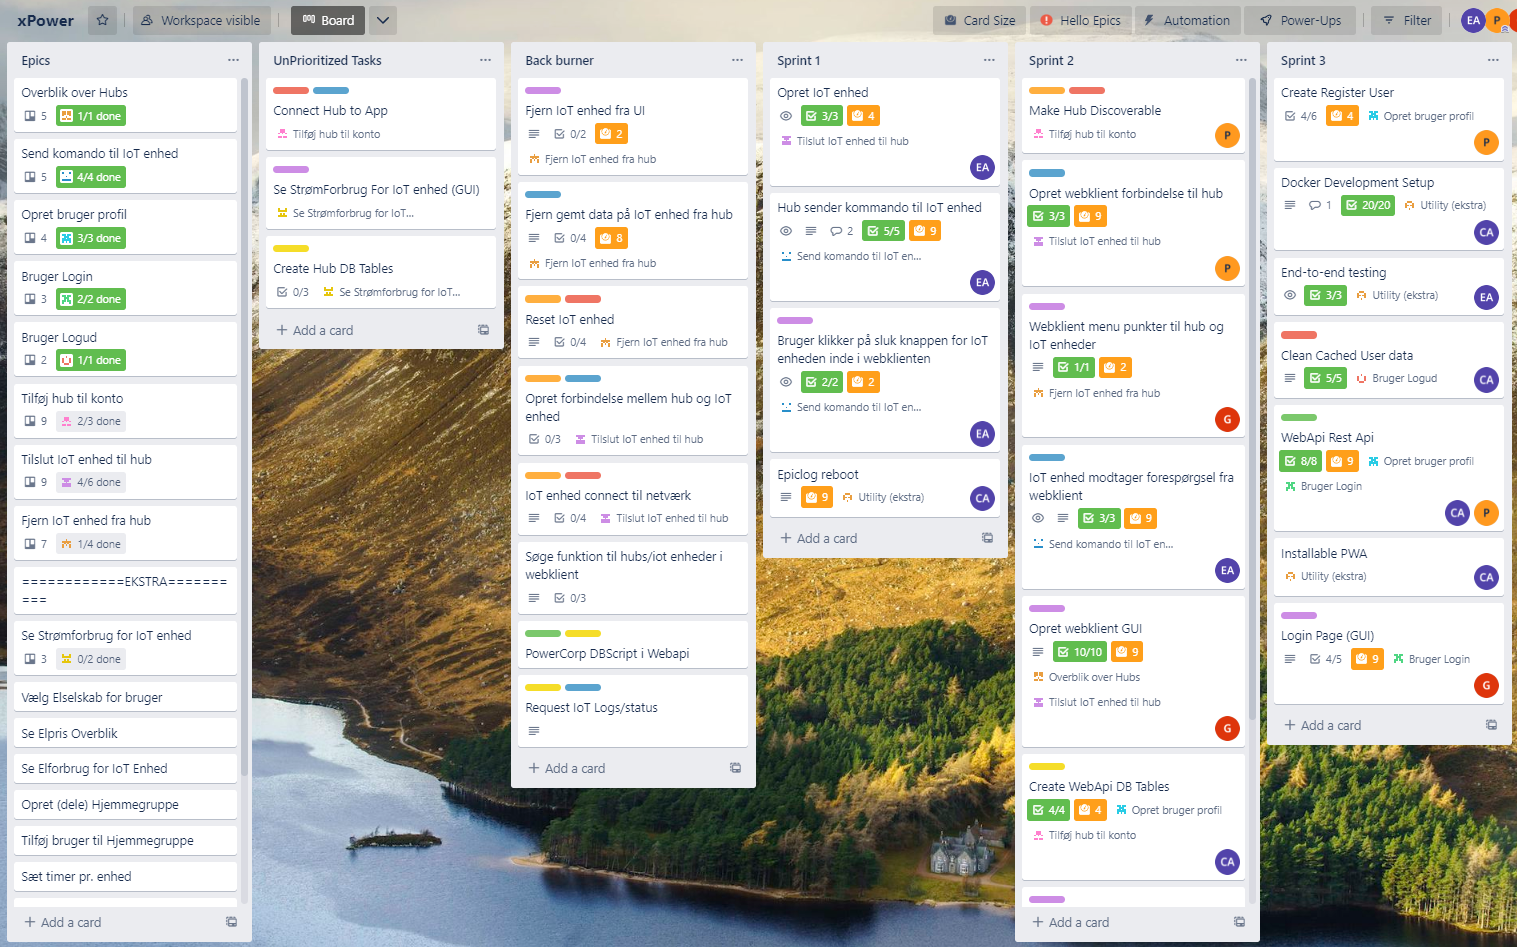 xPower
Workspace visible
Board
Card Size
Hello Epics
Automation
Power-Ups
Filter
EA
P
Epics
Overblik over Hubs
5
1/1 done
Send komando til IoT enhed
5
4/4 done
Opret bruger profil
4
3/3 done
Bruger Login
3
2/2 done
Bruger Logud
2
1/1 done
Tilføj hub til konto
9
2/3 done
Tilslut IoT enhed til hub
9
4/6 done
Fjern IoT enhed fra hub
7
1/4 done
============EKSTRA=======
===
Se Strømforbrug for IoT enhed
3
0/2 done
Vælg Elselskab for bruger
Se Elpris Overblik
Se Elforbrug for IoT Enhed
Opret (dele) Hjemmegruppe
Tilføj bruger til Hjemmegruppe
Sæt timer pr. enhed
+ Add a card
UnPrioritized Tasks
Connect Hub to App
Tilføj hub til konto
Se StrømForbrug For IoT enhed (GUI)
Se Strømforbrug for IoT...
Create Hub DB Tables
0/3
Se Strømforbrug for IoT...
+ Add a card
Back burner
Fjern IoT enhed fra UI
0/2
2
Fjern IoT enhed fra hub
Fjern gemt data på IoT enhed fra hub
0/4
8
Fjern IoT enhed fra hub
Reset IoT enhed
0/4
Fjern IoT enhed fra hub
Opret forbindelse mellem hub og IoT
enhed
0/3
Tilslut IoT enhed til hub
IoT enhed connect til netværk
0/4
Tilslut IoT enhed til hub
Søge funktion til hubs/iot enheder i
webklient
0/3
PowerCorp DBScript i Webapi
Request IoT Logs/status
+ Add a card
Sprint 1
Opret IoT enhed
3/3
4
Tilslut IoT enhed til hub
EA
Hub sender kommando til IoT enhed
2
5/5
9
Send komando til IoT en...
EA
Bruger klikker på sluk knappen for IoT
enheden inde i webklienten
2/2
2
Send komando til IoT en...
EA
Epiclog reboot
9
Utility (ekstra)
CA
+ Add a card
Sprint 2
Make Hub Discoverable
Tilføj hub til konto
P
Opret webklient forbindelse til hub
3/3
9
Tilslut IoT enhed til hub
P
Webklient menu punkter til hub og
IoT enheder
1/1
2
Fjern IoT enhed fra hub
G
IoT enhed modtager forespørgsel fra
webklient
3/3
9
Send komando til IoT en...
EA
Opret webklient GUI
10/10
9
Overblik over Hubs
Tilslut IoT enhed til hub
G
Create WebApi DB Tables
4/4
4
Opret bruger profil
Tilføj hub til konto
CA
+ Add a card
Sprint 3
Create Register User
4/6
4
Opret bruger profil
P
Docker Development Setup
1
20/20
Utility (ekstra)
CA
End-to-end testing
3/3
Utility (ekstra)
EA
Clean Cached User data
5/5
Bruger Logud
CA
WebApi Rest Api
8/8
9
Opret bruger profil
Bruger Login
CA
P
Installable PWA
Utility (ekstra)
CA
Login Page (GUI)
4/5
9
Bruger Login
G
+ Add a card